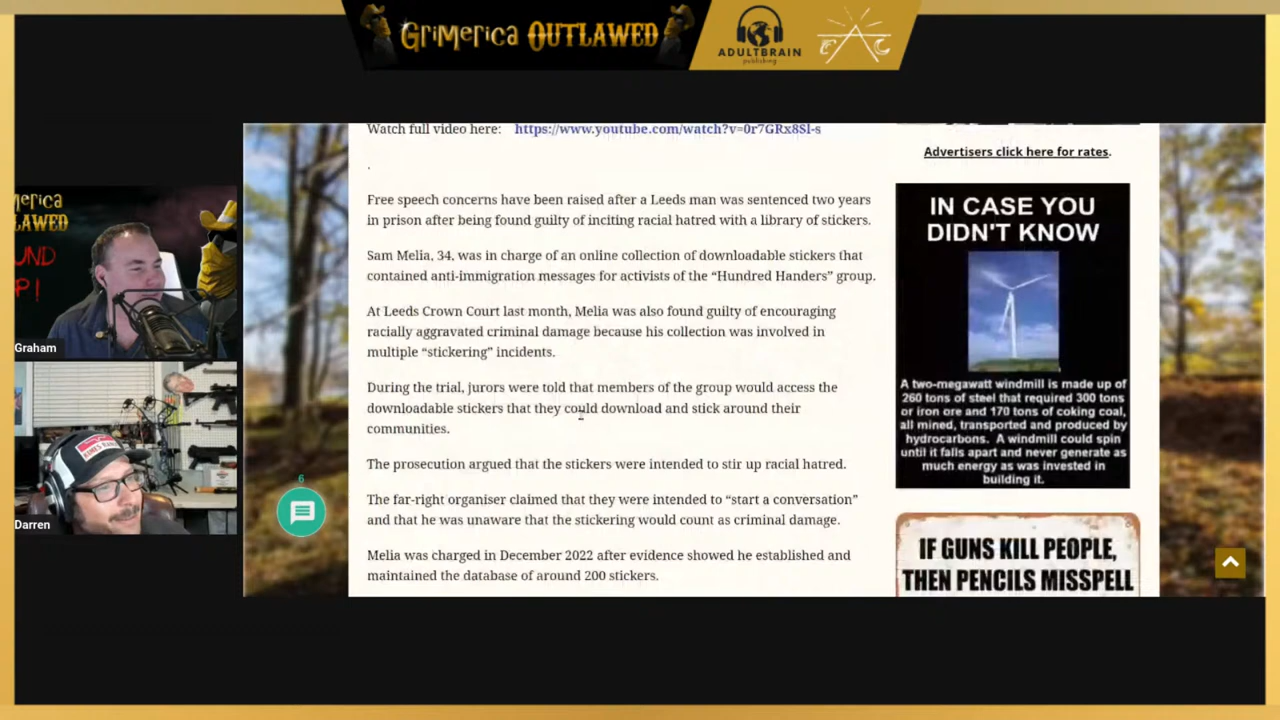 GriMerica OUTLAWED
ADULTBRAIN
publishing
Watch full video here: https://www.youtube.com/watch?v=0r7GRx8Sl-s
.
Free speech concerns have been raised after a Leeds man was sentenced two years
in prison after being found guilty of inciting racial hatred with a library of stickers.
Sam Melia, 34, was in charge of an online collection of downloadable stickers that
contained anti-immigration messages for activists of the “Hundred Handers” group.
At Leeds Crown Court last month, Melia was also found guilty of encouraging
racially aggravated criminal damage because his collection was involved in
multiple “stickering” incidents.
During the trial, jurors were told that members of the group would access the
downloadable stickers that they could download and stick around their
communities.
The prosecution argued that the stickers were intended to stir up racial hatred.
The far-right organiser claimed that they were intended to “start a conversation”
and that he was unaware that the stickering would count as criminal damage.
Melia was charged in December 2022 after evidence showed he established and
maintained the database of around 200 stickers.
Advertisers click here for rates.
IN CASE YOU
DIDN'T KNOW
A two-megawatt windmill is made up of
260 tons of steel that required 300 tons
or iron ore and 170 tons of coking coal,
all mined, transported and produced by
hydrocarbons. A windmill could spin
until it falls apart and never generate as
much energy as was invested in
building it.
IF GUNS KILL PEOPLE,
THEN PENCILS MISSPELL
merica
LAWED
UND
P!
Graham
Darren
6